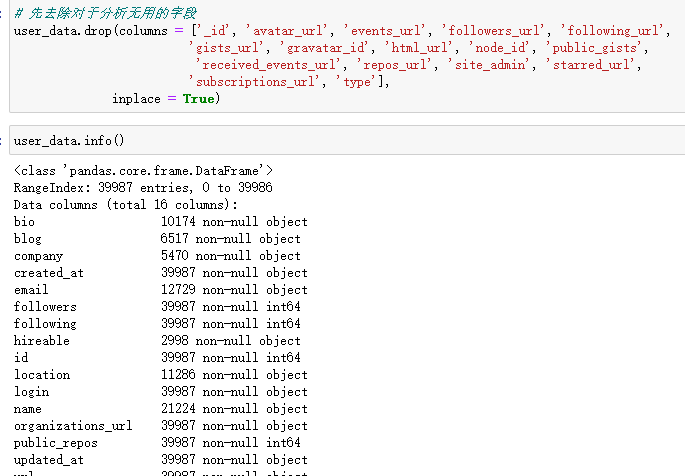 # 先去除对于分析无用的字段
user_data.drop(columns = ['_id', 'avatar_url', 'events_url', 'followers_url', 'following_url',
'gists_url', 'gravatar_id', 'html_url', 'node_id', 'public_gists',
'received_events_url', 'repos_url', 'site_admin', 'starred_url',
'subscriptions_url', 'type'],
inplace = True)
user_data.info()
<class 'pandas.core.frame.DataFrame'>
RangeIndex: 39987 entries, 0 to 39986
Data columns (total 16 columns):
bio 10174 non-null object
blog 6517 non-null object
company 5470 non-null object
created_at 39987 non-null object
email 12729 non-null object
followers 39987 non-null int64
following 39987 non-null int64
hireable 2998 non-null object
id 39987 non-null int64
location 11286 non-null object
login 39987 non-null object
name 21224 non-null object
organizations_url 39987 non-null object
public_repos 39987 non-null int64
updated_at 39987 non-null object